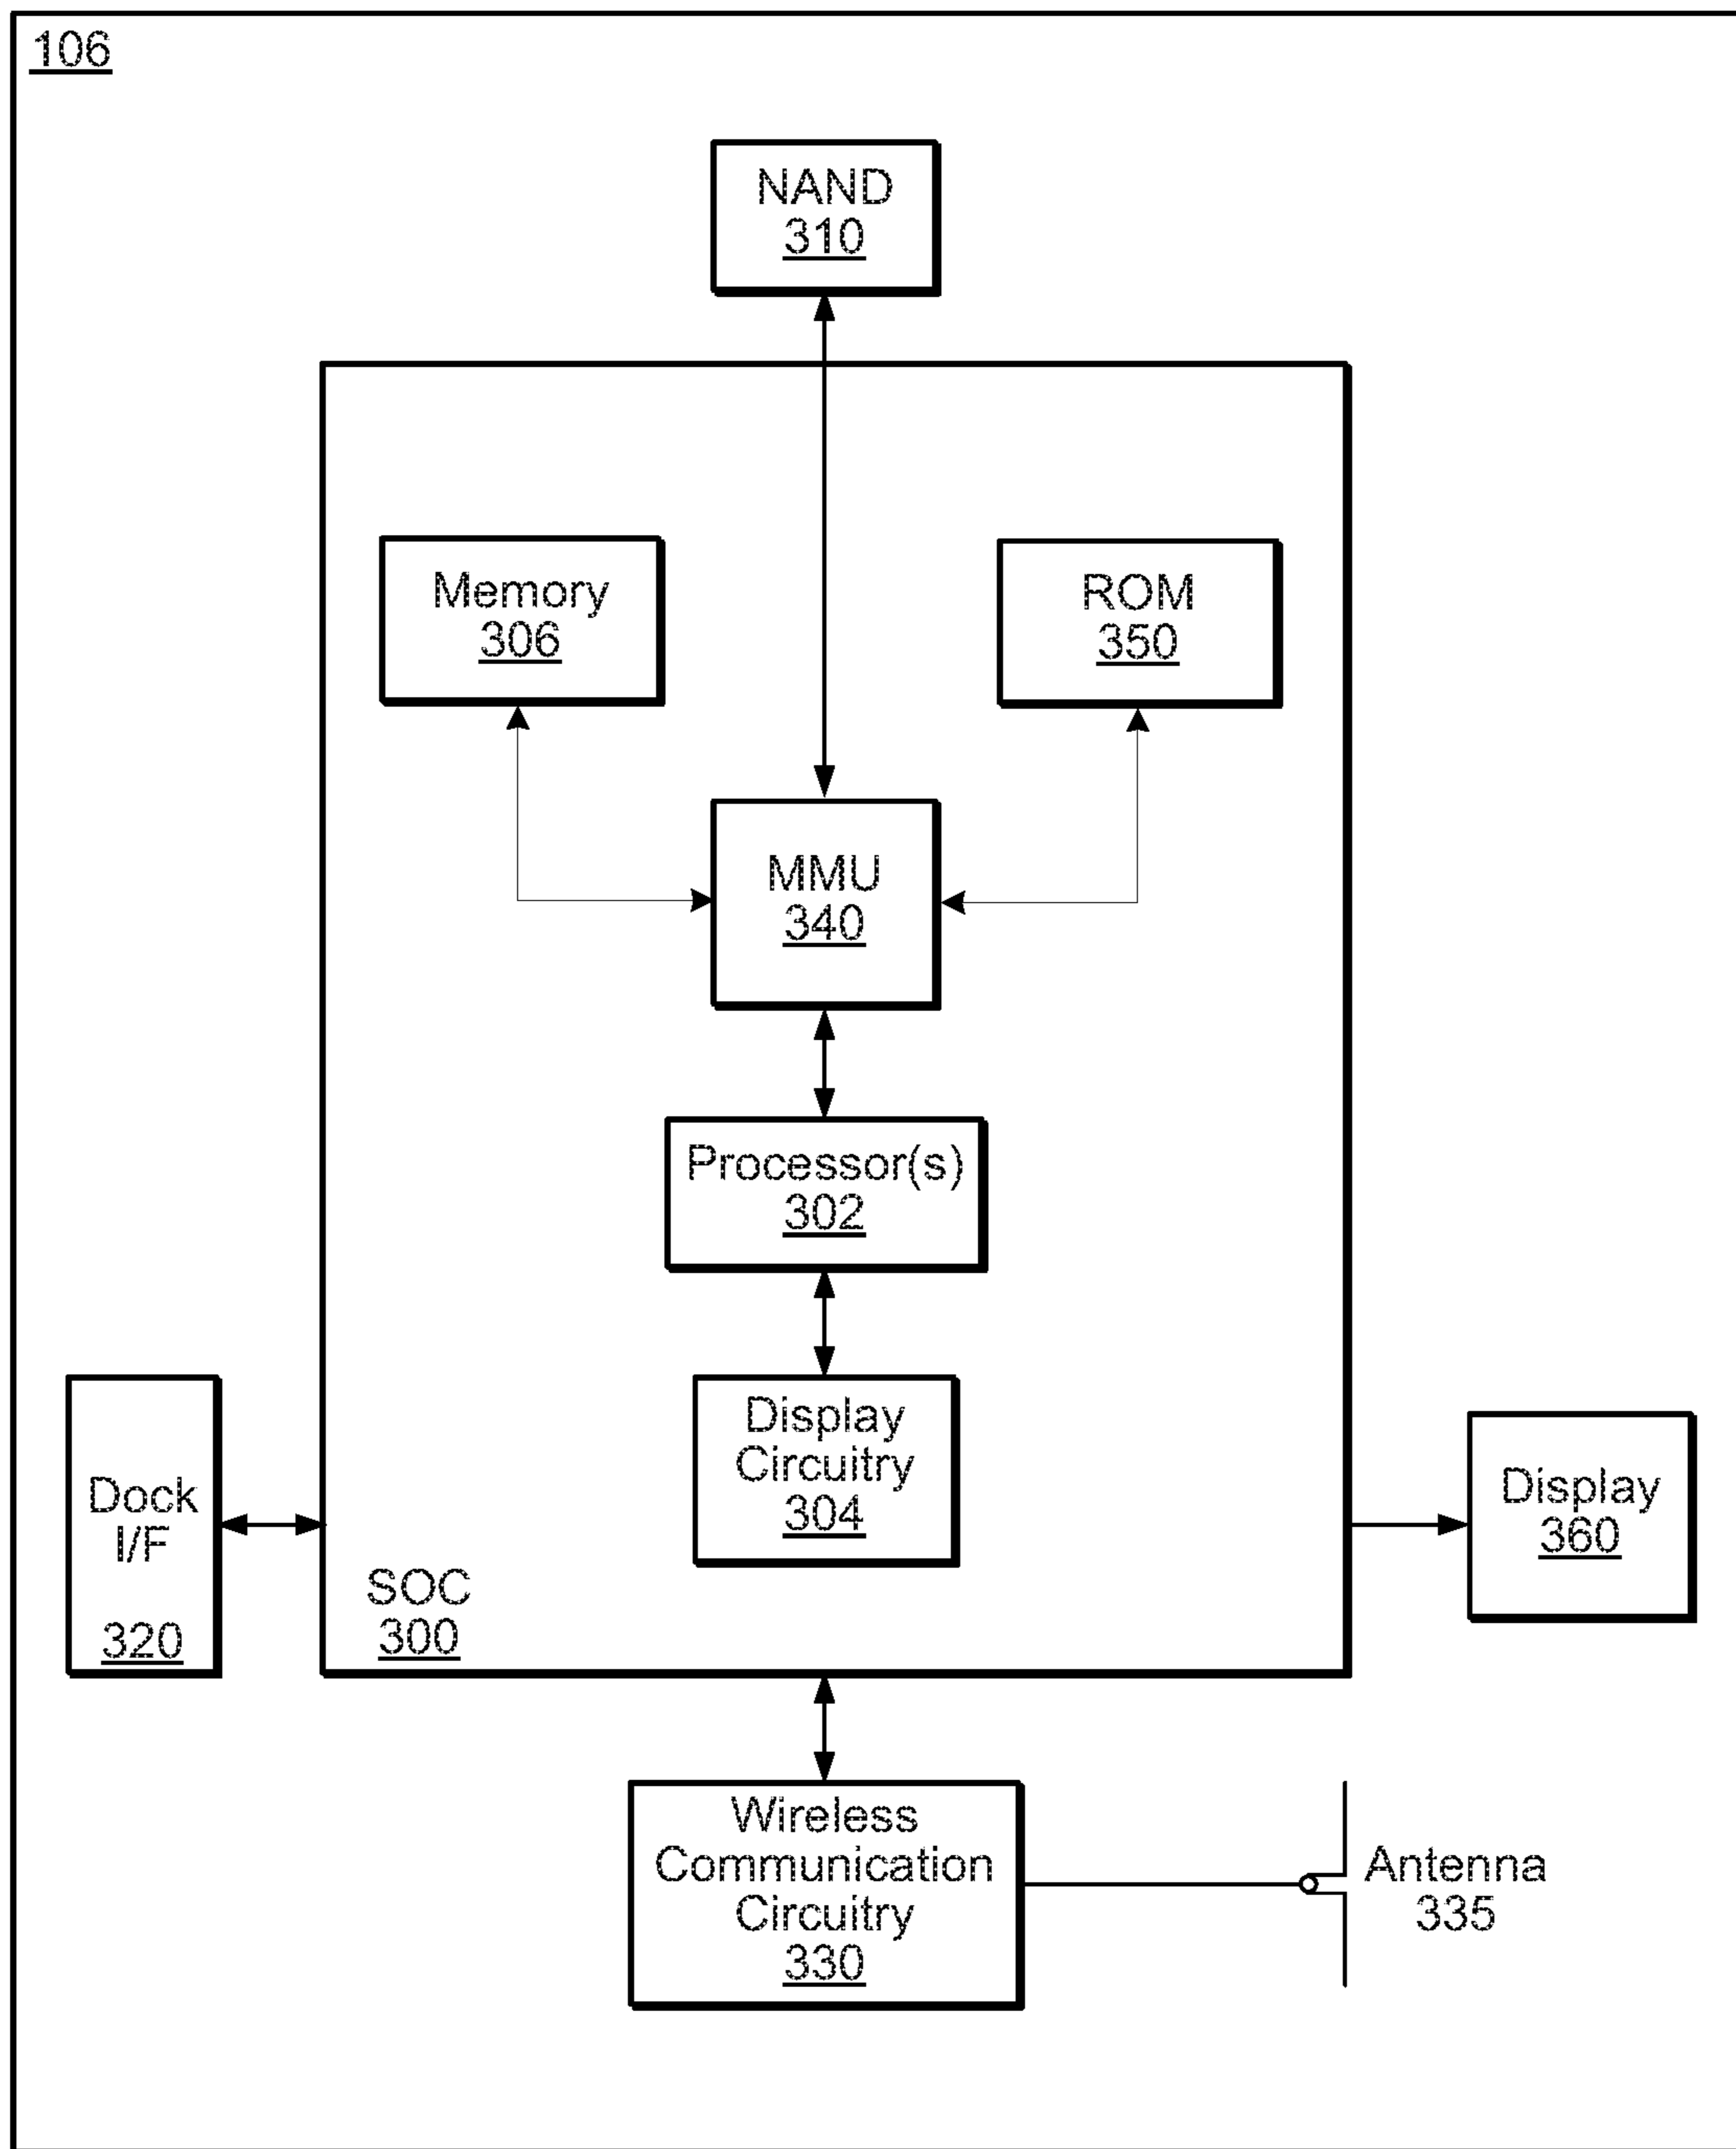 106
NAND
310
Memory
306
ROM
350
MMU
340
Processor(s)
302
Display
Circuitry
304
Dock
I/F
320
SOC
300
Display
360
Wireless
Communication
Circuitry
330
Antenna
335